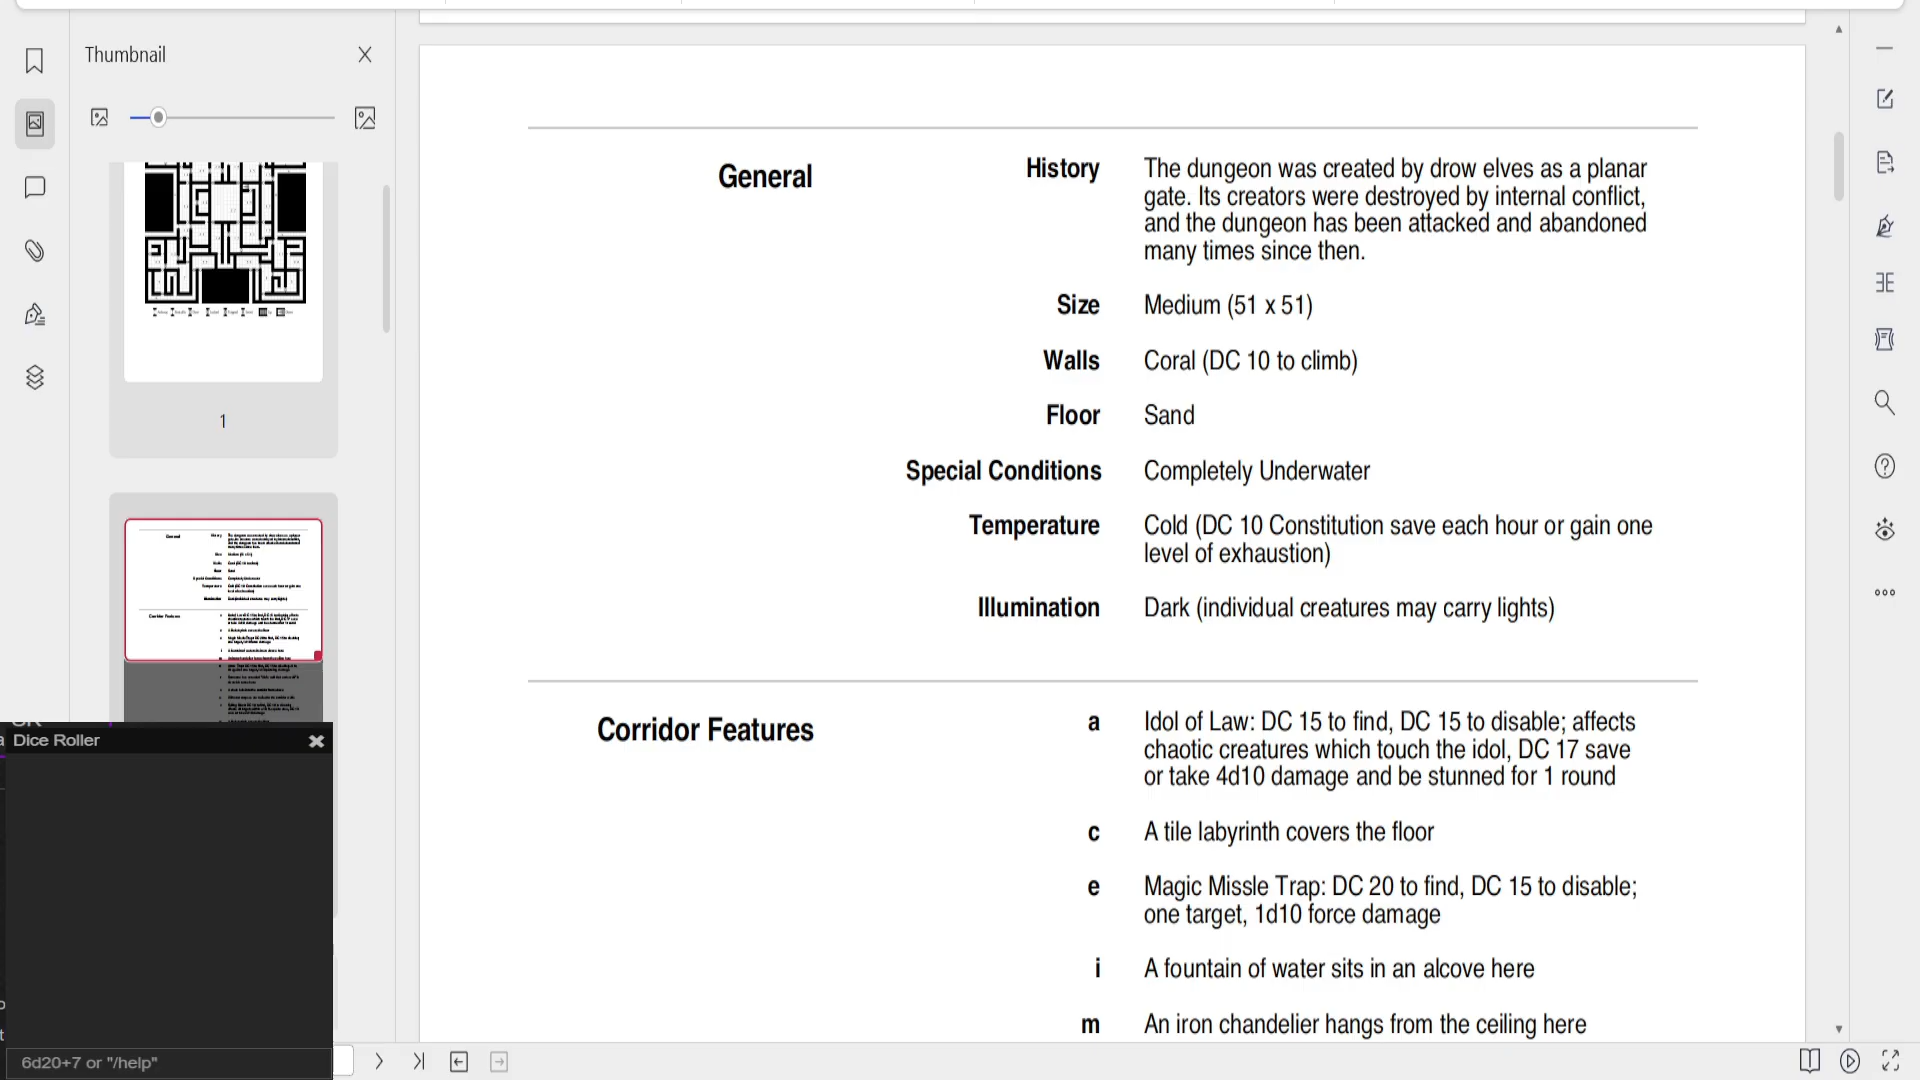 Thumbnail
1
Dice Roller
6d20+7 or "/help"
General
History
The dungeon was created by drow elves as a planar
gate. Its creators were destroyed by internal conflict,
and the dungeon has been attacked and abandoned
many times since then.
Size
Medium (51 x 51)
Walls
Coral (DC 10 to climb)
Floor
Sand
Special Conditions
Completely Underwater
Temperature
Cold (DC 10 Constitution save each hour or gain one
level of exhaustion)
Illumination
Dark (individual creatures may carry lights)
Corridor Features
a
Idol of Law: DC 15 to find, DC 15 to disable; affects
chaotic creatures which touch the idol, DC 17 save
or take 4d10 damage and be stunned for 1 round
c
A tile labyrinth covers the floor
e
Magic Missle Trap: DC 20 to find, DC 15 to disable;
one target, 1d10 force damage
i
A fountain of water sits in an alcove here
m
An iron chandelier hangs from the ceiling here